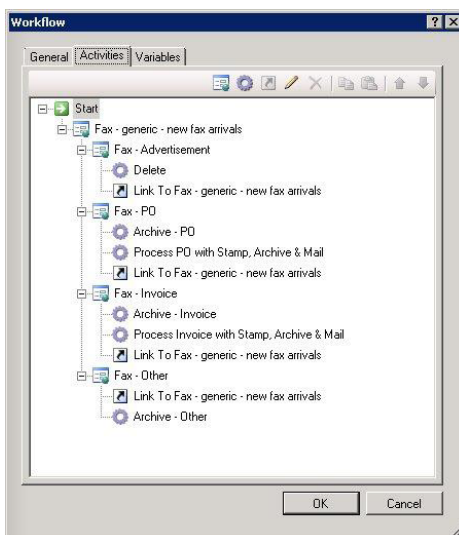 Workflow
General Activities Variables
Start
Fax - generic - new fax arrivals
Fax - Advertisement
Delete
Link To Fax - generic - new fax arrivals
Fax - PO
Archive - PO
Process PO with Stamp, Archive & Mail
Link To Fax - generic - new fax arrivals
Fax - Invoice
Archive - Invoice
Process Invoice with Stamp, Archive & Mail
Link To Fax - generic - new fax arrivals
Fax - Other
Link To Fax - generic - new fax arrivals
Archive - Other
OK Cancel